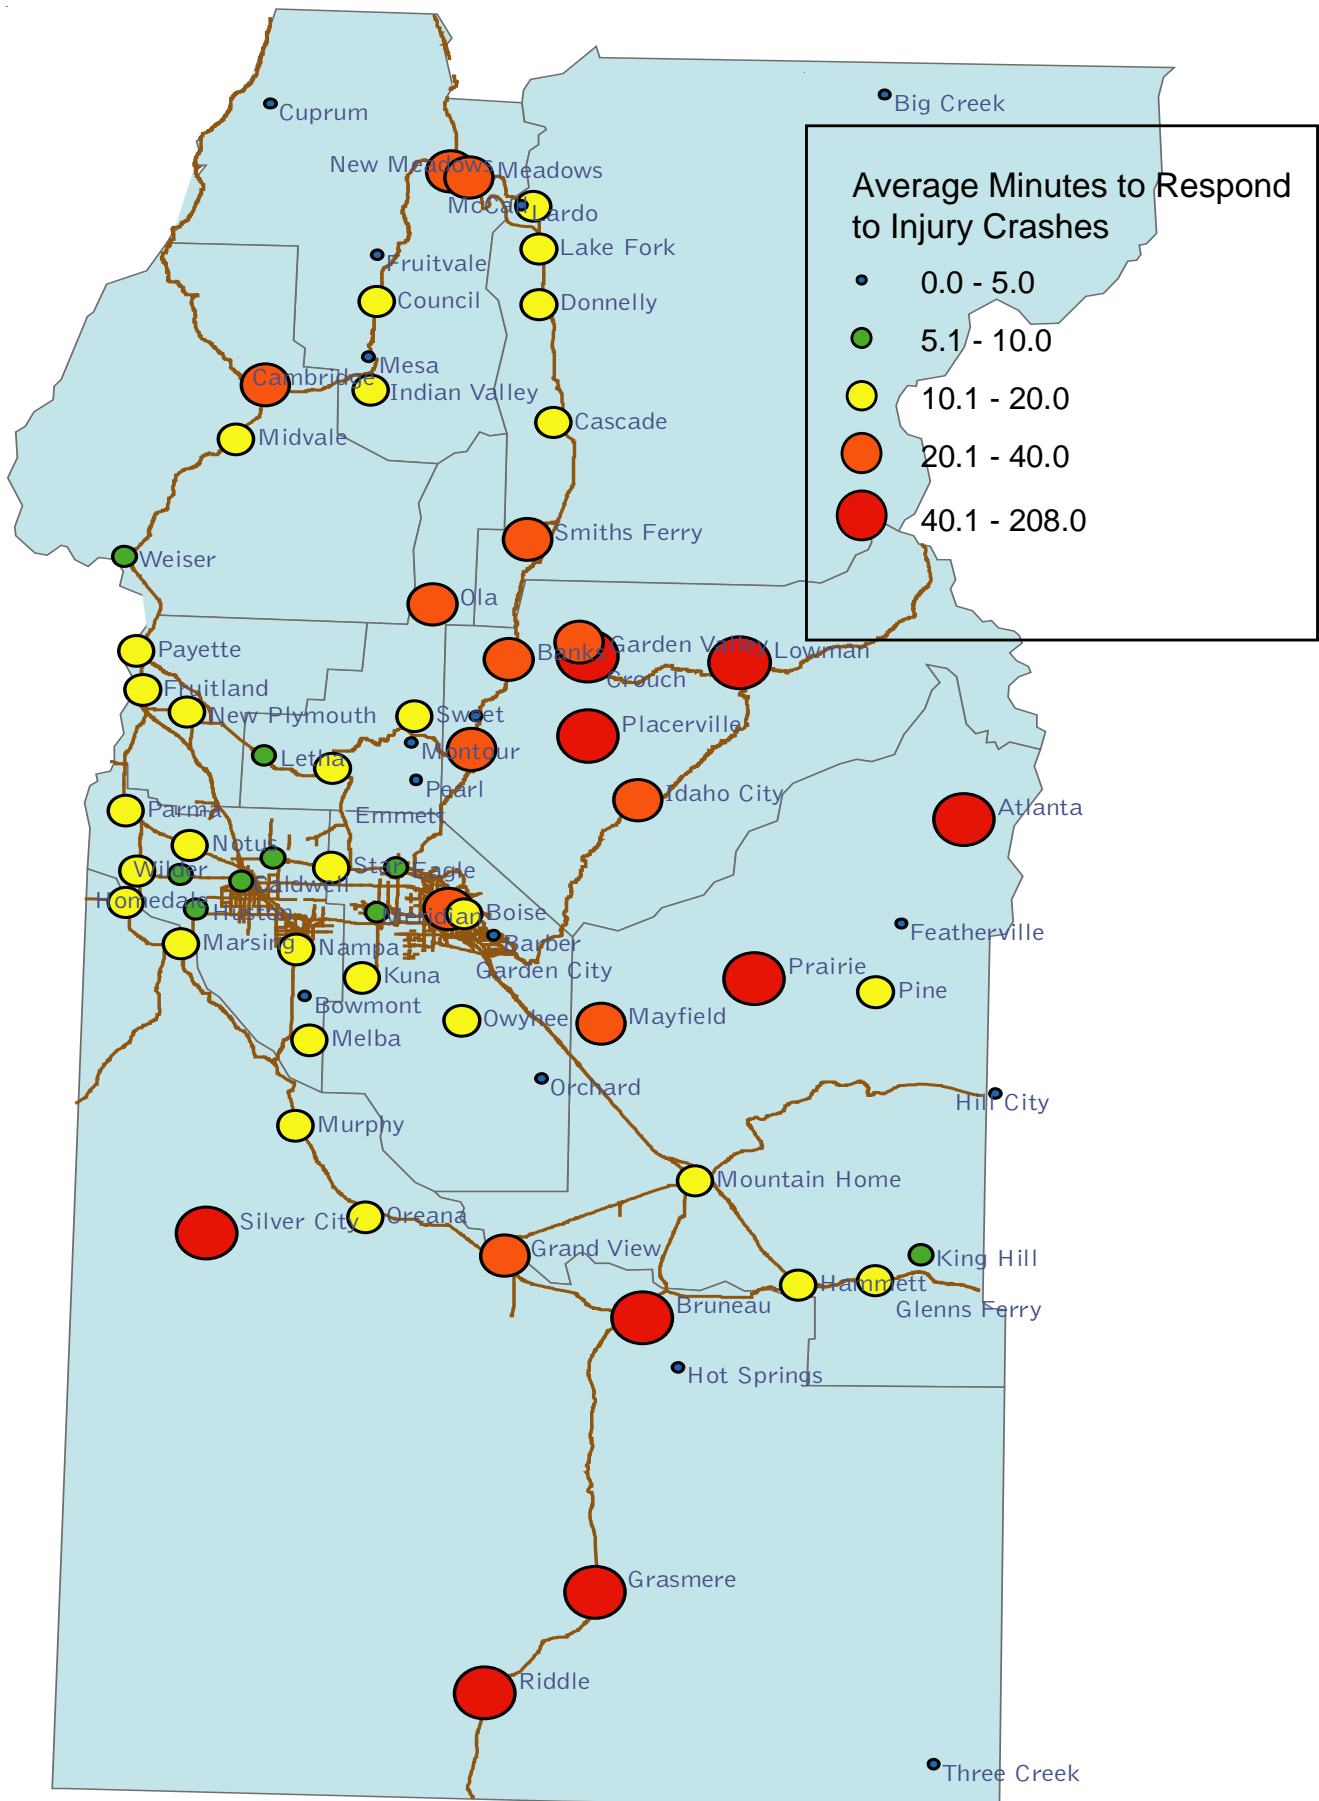 Cuprum
Big Creek
New Meadows
Meadows
McCall
Lardo
Average Minutes to Respond
to Injury Crashes
0.0 - 5.0
5.1 - 10.0
10.1 - 20.0
20.1 - 40.0
40.1 - 208.0
Lake Fork
Fruitvale
Council
Donnelly
Mesa
Cambridge
Indian Valley
Cascade
Midvale
Smiths Ferry
Weiser
Ola
Payette
Banks
Garden Valley
Lowman
Crouch
Fruitland
New Plymouth
Sweet
Placerville
Letha
Montour
Pearl
Idaho City
Parma
Emmett
Atlanta
Notus
Wilder
Star
Eagle
Caldwell
Homedale
Huston
Meridian
Boise
Marsing
Nampa
Barber
Featherville
Garden City
Kuna
Prairie
Pine
Bowmont
Owyhee
Mayfield
Melba
Orchard
Hill City
Murphy
Mountain Home
Silver City
Oreana
Grand View
King Hill
Hammett
Glenns Ferry
Bruneau
Hot Springs
Grasmere
Riddle
Three Creek